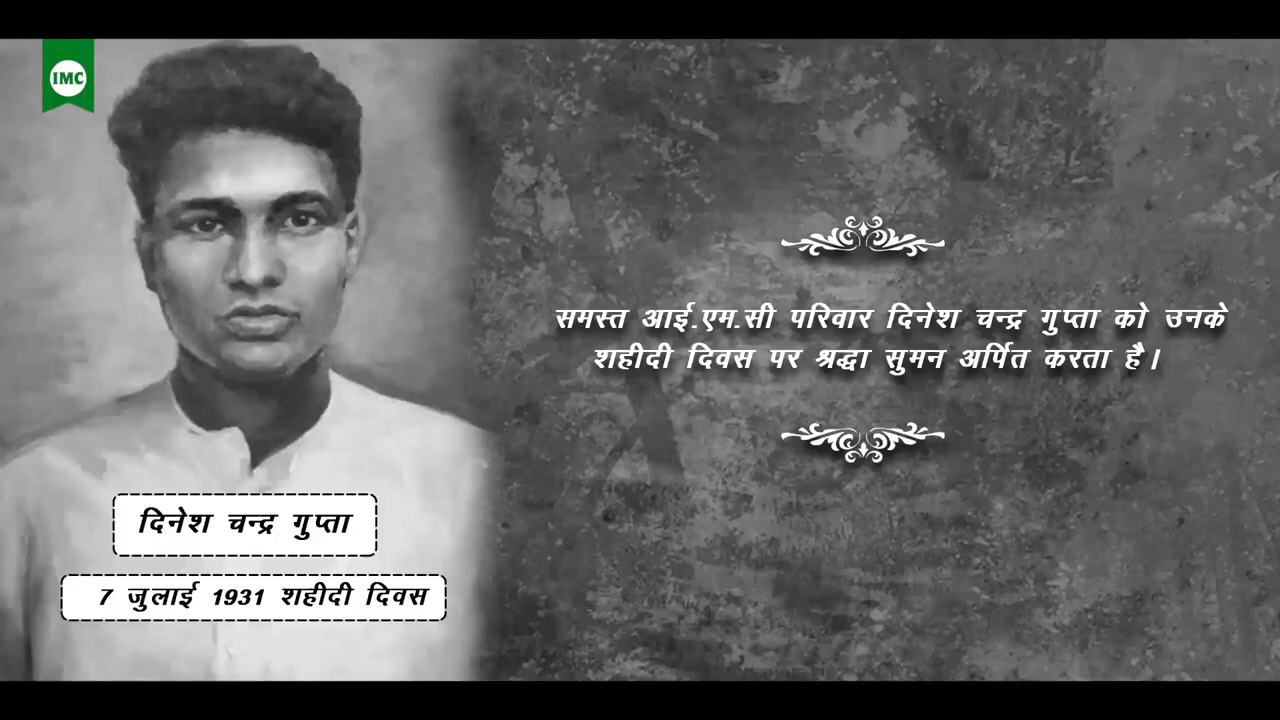 IMC
समस्त आई.एम.सी परिवार दिनेश चन्द्र गुप्ता को उनके
शहीदी दिवस पर श्रद्धा सुमन अर्पित करता है।
दिनेश चन्द्र गुप्ता
7 जुलाई 1931 शहीदी दिवस